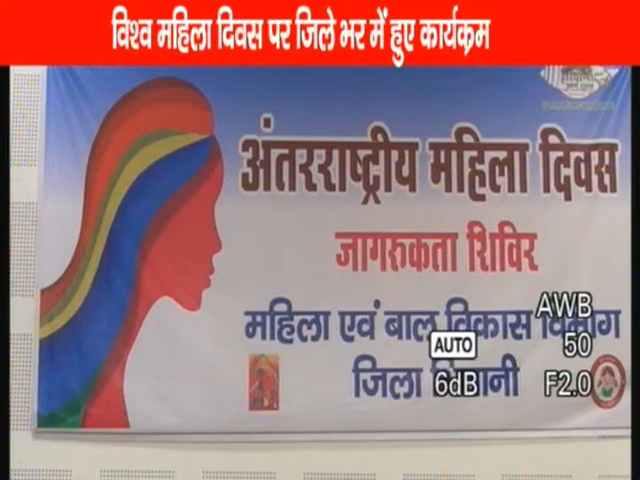 विश्व महिला दिवस पर जिले भर में हुए कार्यक्रम
अंतरराष्ट्रीय महिला दिवस
जागरुकता शिविर
महिला एवं बाल विकास विभाग
जिला
AWB
AUTO
50
6dB
F2.0